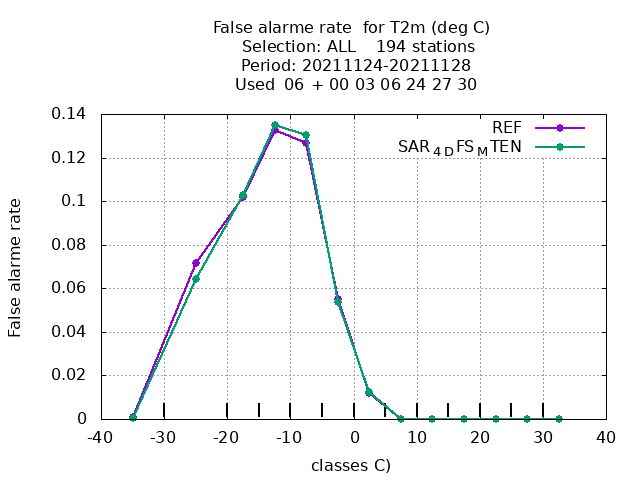 False alarme rate  for T2m (deg C)
Selection: ALL    194 stations
Period: 20211124-20211128
Used  06 + 00 03 06 24 27 30
False alarme rate
0.14
0.12
0.1
0.08
0.06
0.04
0.02
0
REF
SAR4DFSMTEN
-40 -30 -20 -10 0 10 20 30 40
classes C)